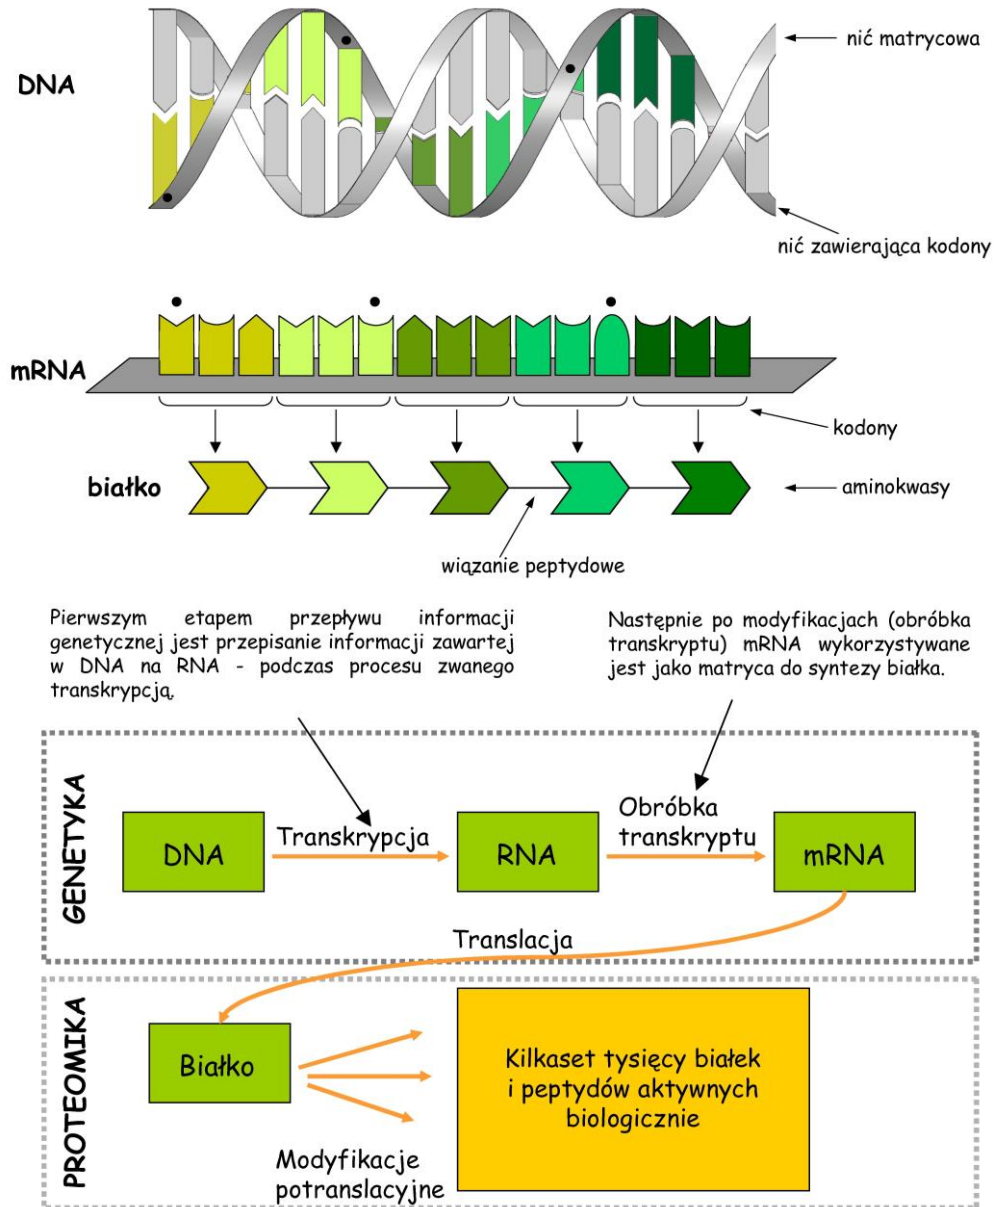 DNA
nić matrycowa
nić zawierająca kodony
mRNA
kodony
białko
aminokwasy
wiązanie peptydowe
Pierwszym etapem przepływu informacji
genetycznej jest przepisanie informacji zawartej
w DNA na RNA - podczas procesu zwanego
transkrypcją.
Następnie po modyfikacjach (obróbka
transkryptu) mRNA wykorzystywane
jest jako matryca do syntezy białka.
GENETYKA
DNA
Transkrypcja
RNA
Obróbka
transkryptu
mRNA
Translacja
PROTEOMIKA
Białko
Kilkaset tysięcy białek
i peptydów aktywnych
biologicznie
Modyfikacje
potranslacyjne